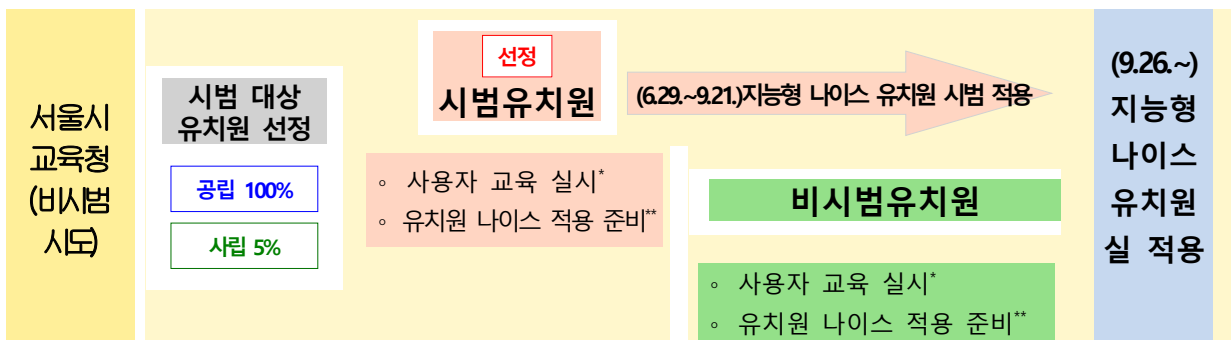 서울시
교육청
(비시범
시도)
시범 대상
유치원 선정
공립 100%
사립 5%
선정
시범유치원
◦ 사용자 교육 실시*
◦ 유치원 나이스 적용 준비**
(6.29.~9.21.)지능형 나이스 유치원 시범 적용
비시범유치원
◦ 사용자 교육 실시*
◦ 유치원 나이스 적용 준비**
(9.26.~)
지능형
나이스
유치원
실 적용